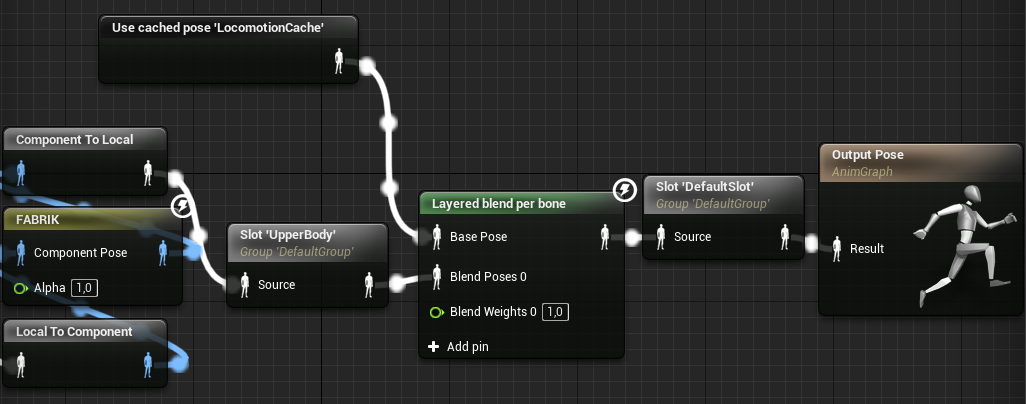 Use cached pose 'LocomotionCache'
Component To Local
FABRIK
Component Pose
Alpha 1,0
Local To Component
Slot 'UpperBody'
Group 'DefaultGroup'
Source
Layered blend per bone
Base Pose
Blend Poses 0
Blend Weights 0 1,0
Add pin
Slot 'DefaultSlot'
Group 'DefaultGroup'
Source
Output Pose
AnimGraph
Result